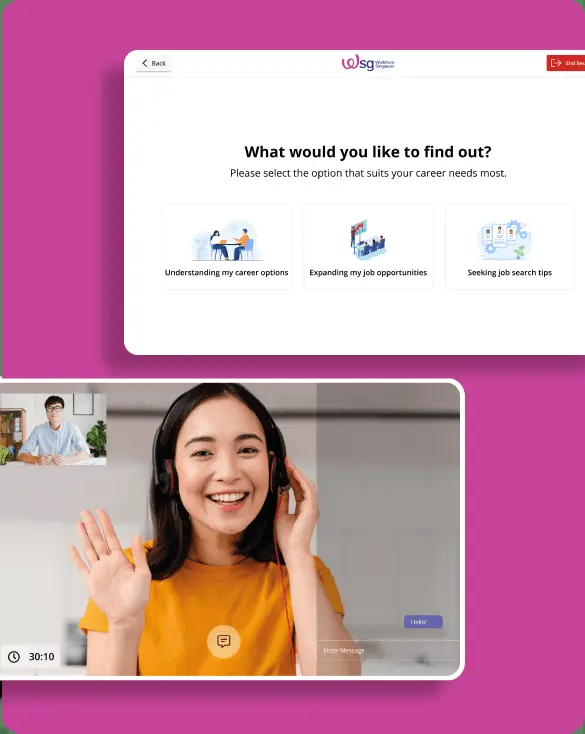 Back
wsg Workforce Singapore
End Ses
What would you like to find out?
Please select the option that suits your career needs most.
Understanding my career options
Expanding my job opportunities
Seeking job search tips
Hello!
Enter Message
30:10